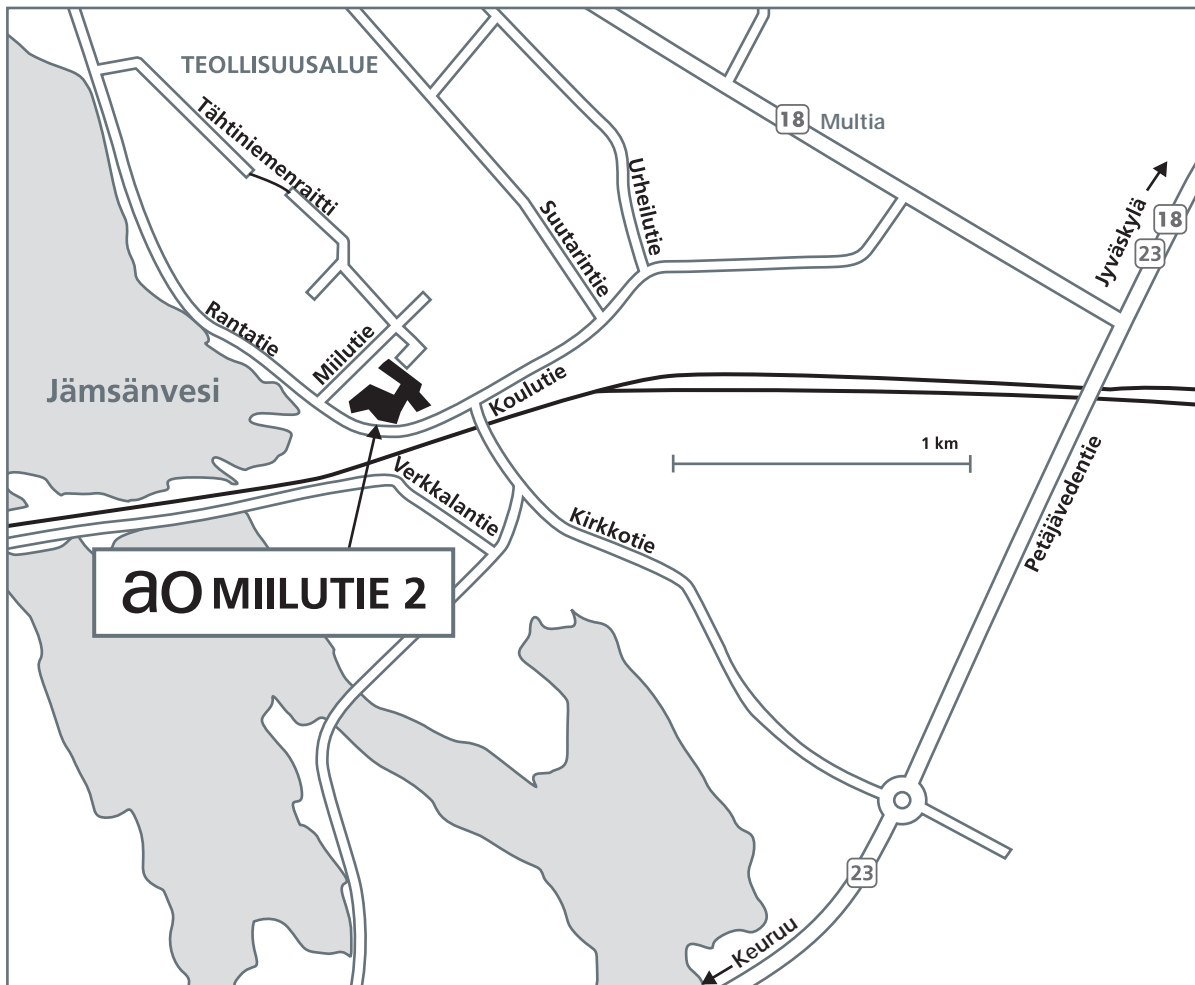 TEOLLISUUSALUE
Tähtiniemenraitti
18 Multia
Urheilutie
Suutarintie
Jyväskylä
18
23
Rantatie
Miilutie
Jämsänvesi
Koulutie
1 km
Verkkalantie
Kirkkotie
Petäjävedentie
ao MIILUTIE 2
23
Keuruu